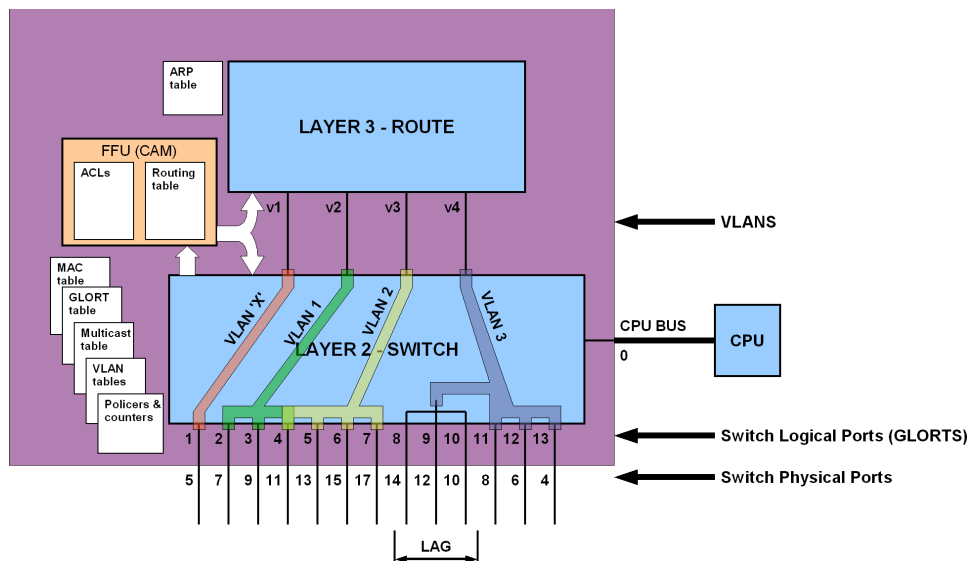 ARP
table
LAYER 3 - ROUTE
FFU (CAM)
ACLs
Routing
table
v1
v2
v3
v4
VLANS
MAC
table
GLORT
table
Multicast
table
VLAN
tables
Policers &
counters
VLAN 'X'
VLAN 1
VLAN 2
VLAN 3
LAYER 2 - SWITCH
CPU BUS
0
CPU
1 2 3 4 5 6 7 8 9 10 11 12 13
Switch Logical Ports (GLORTS)
5 7 9 11 13 15 17 14 12 10 8 6 4
Switch Physical Ports
LAG